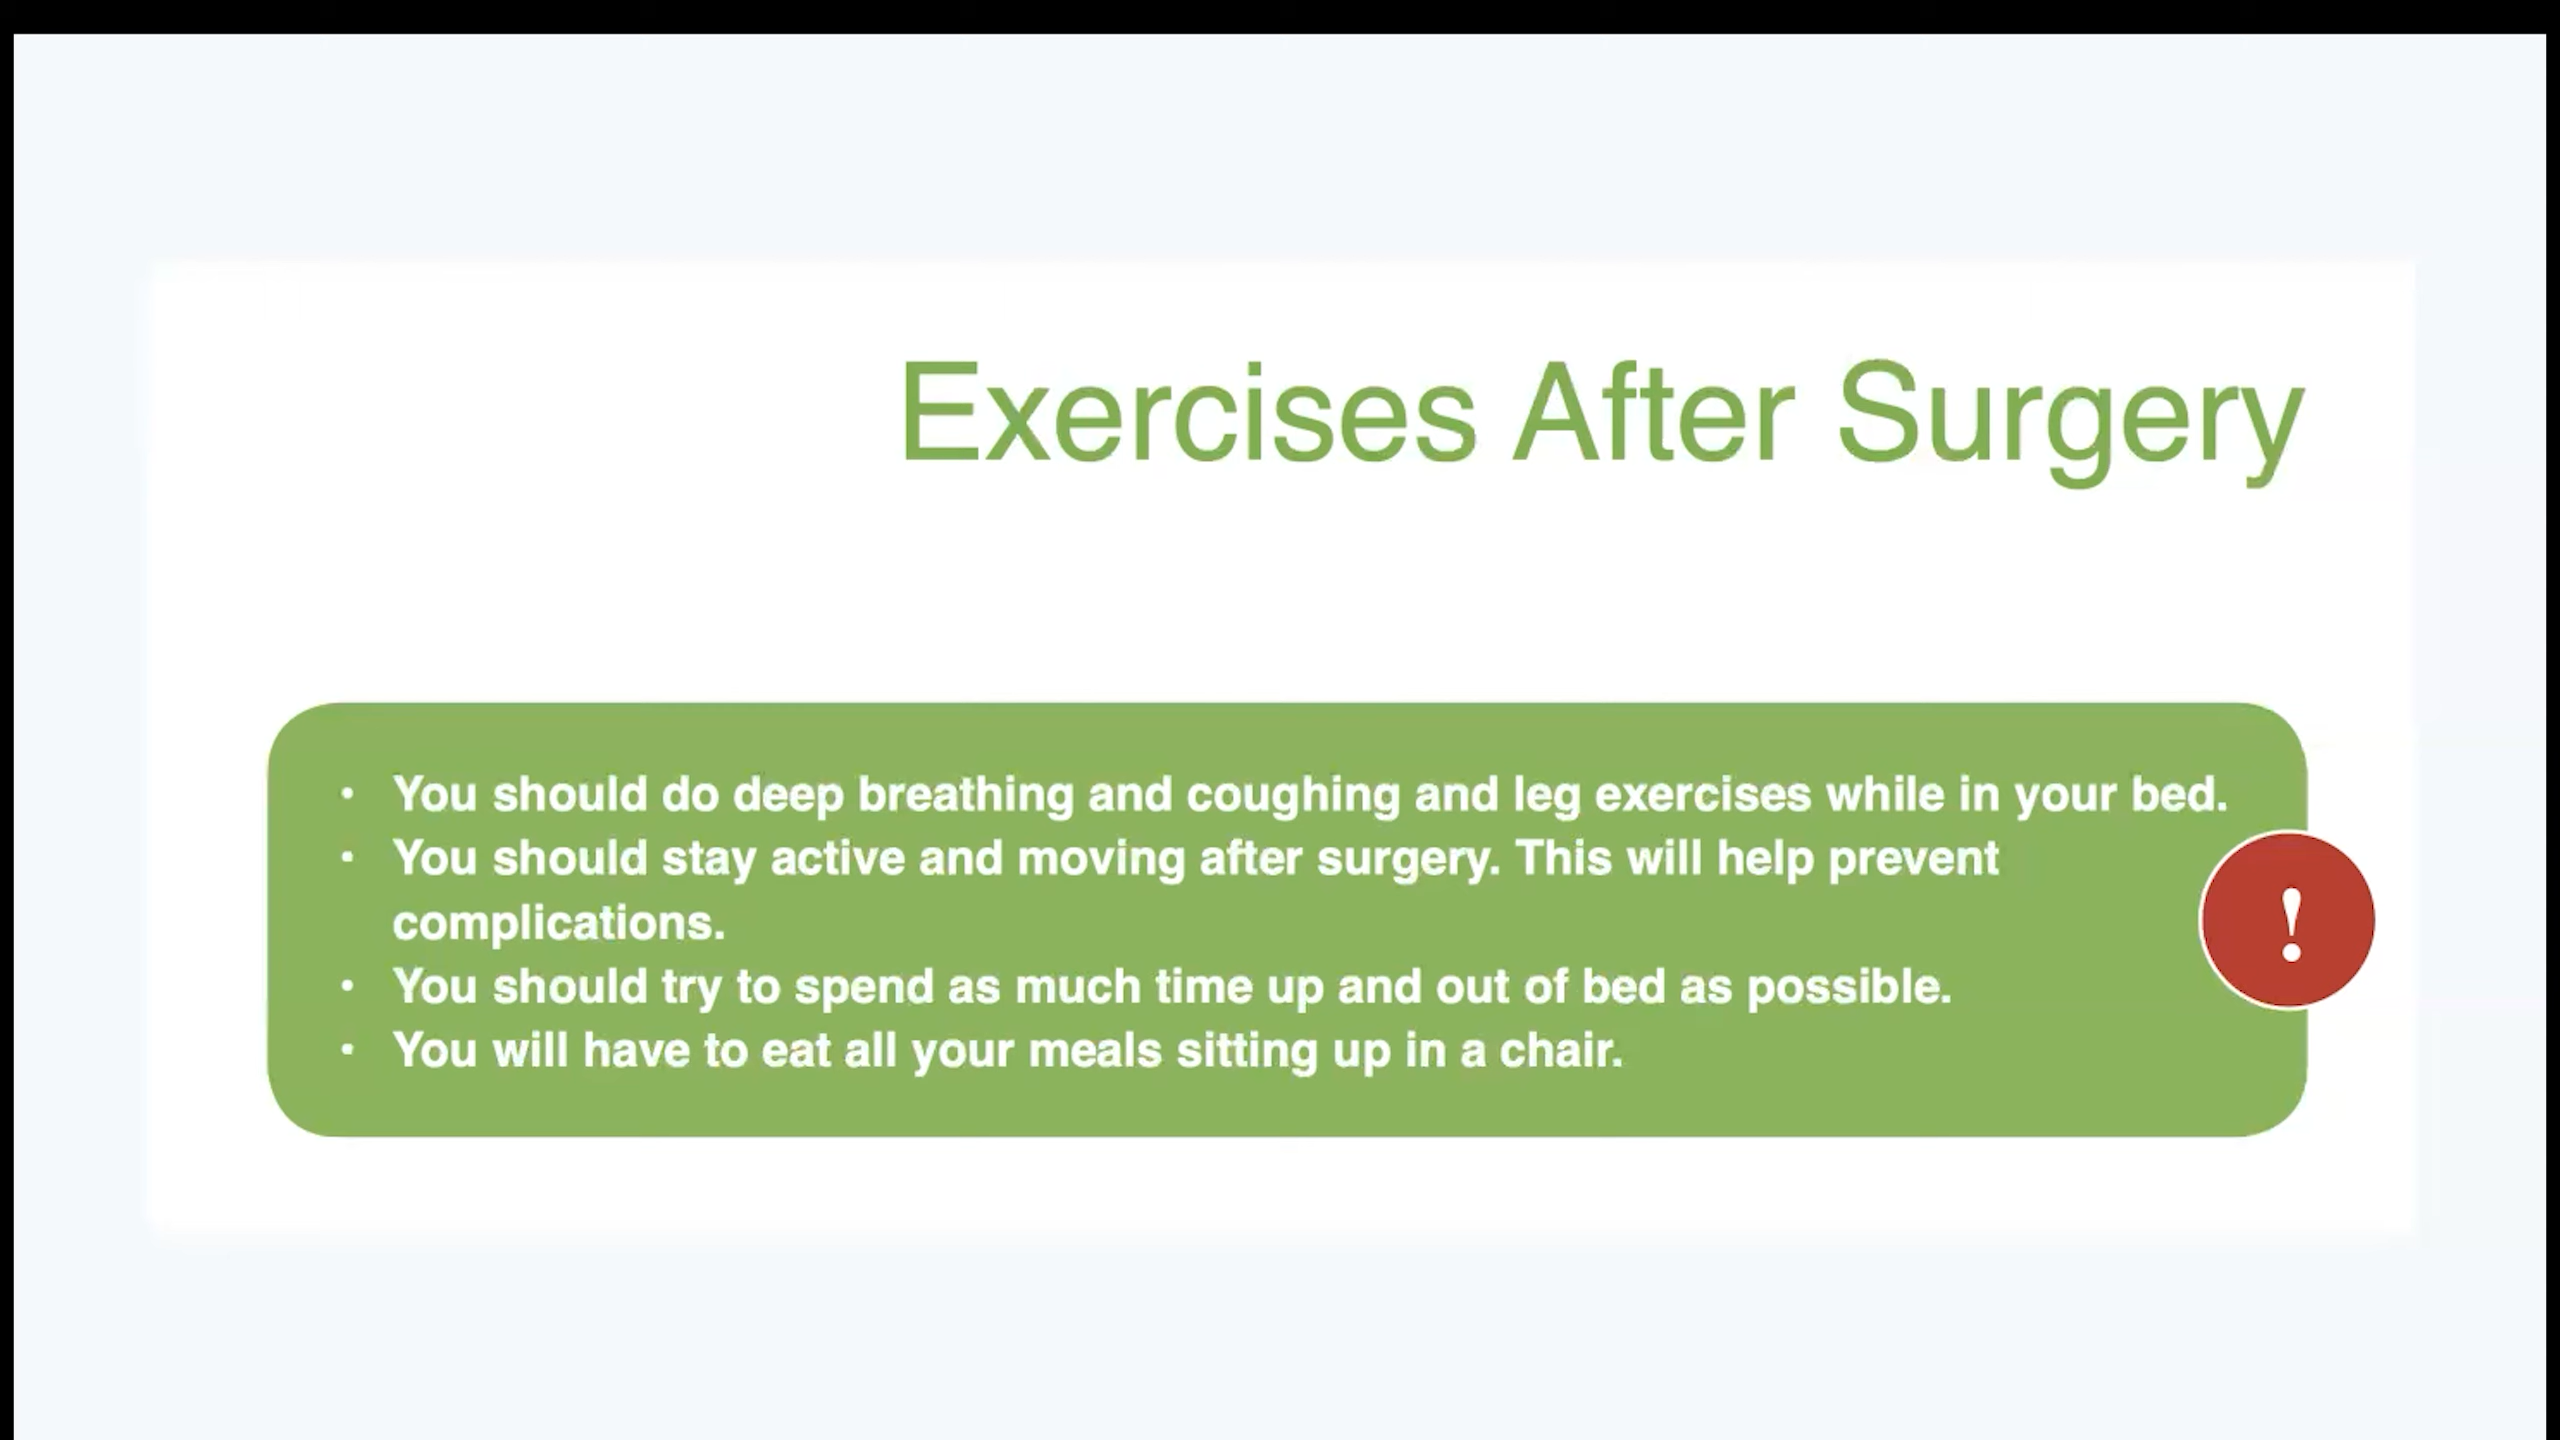 Exercises After Surgery
• You should do deep breathing and coughing and leg exercises while in your bed.
• You should stay active and moving after surgery. This will help prevent
complications.
• You should try to spend as much time up and out of bed as possible.
• You will have to eat all your meals sitting up in a chair.
!